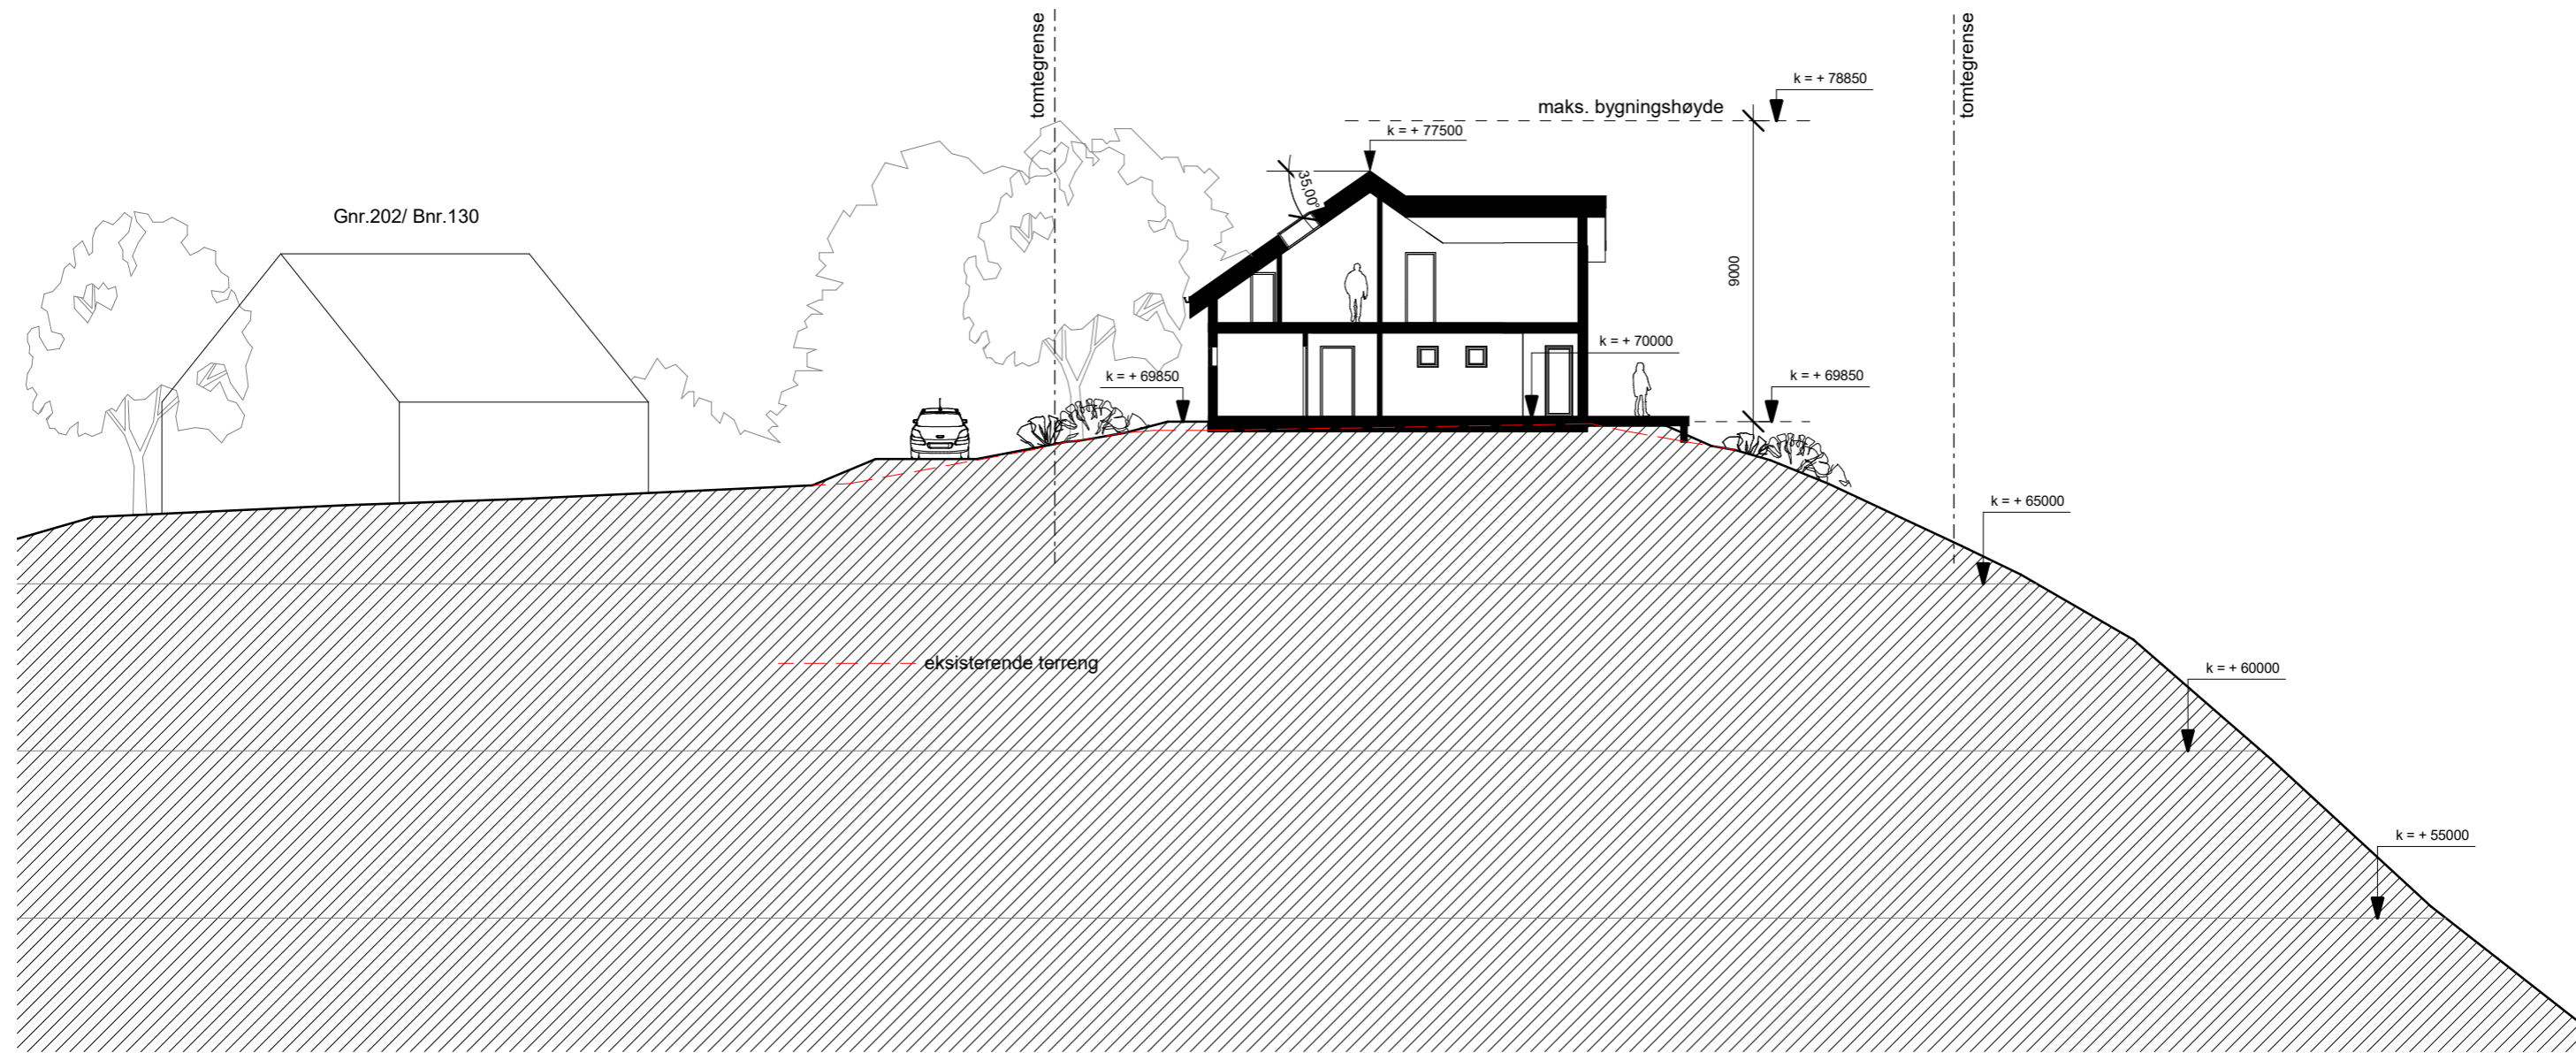 tomtegrense
tomtegrense
k = + 78850
maks. bygningshøyde
k = + 77500
35,00°
Gnr.202/ Bnr.130
9000
k = + 70000
k = + 69850
k = + 69850
k = + 65000
eksisterende terreng
k = + 60000
k = + 55000